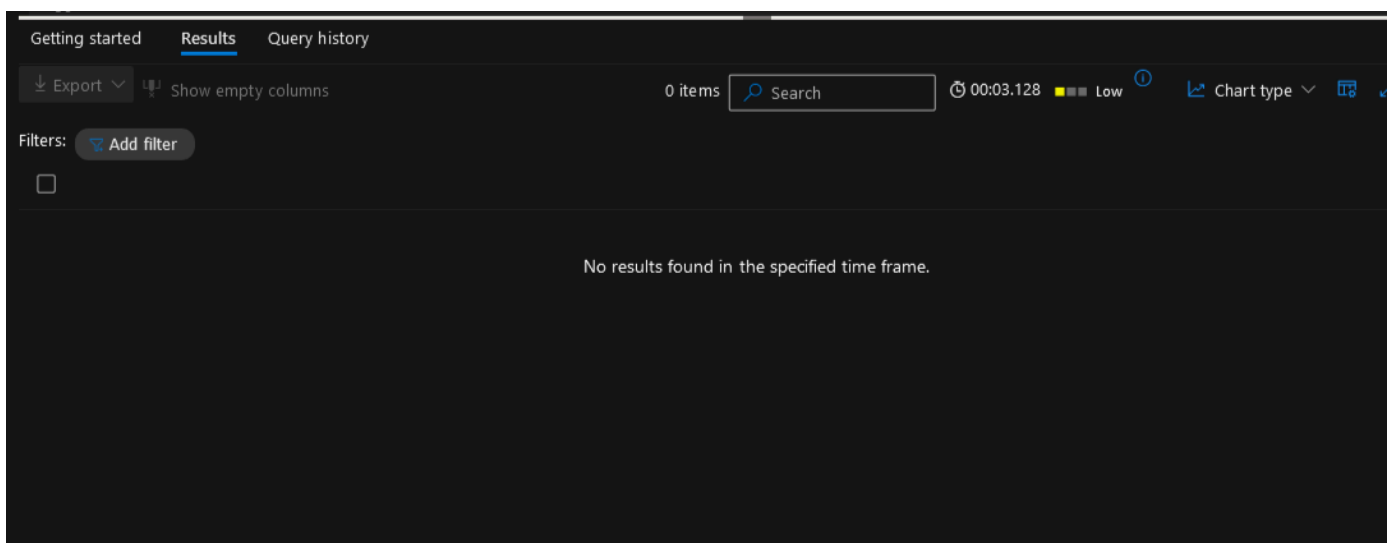 Getting started Results Query history
Export Show empty columns 0 items Search 00:03.128 Low Chart type
Filters: Add filter
No results found in the specified time frame.